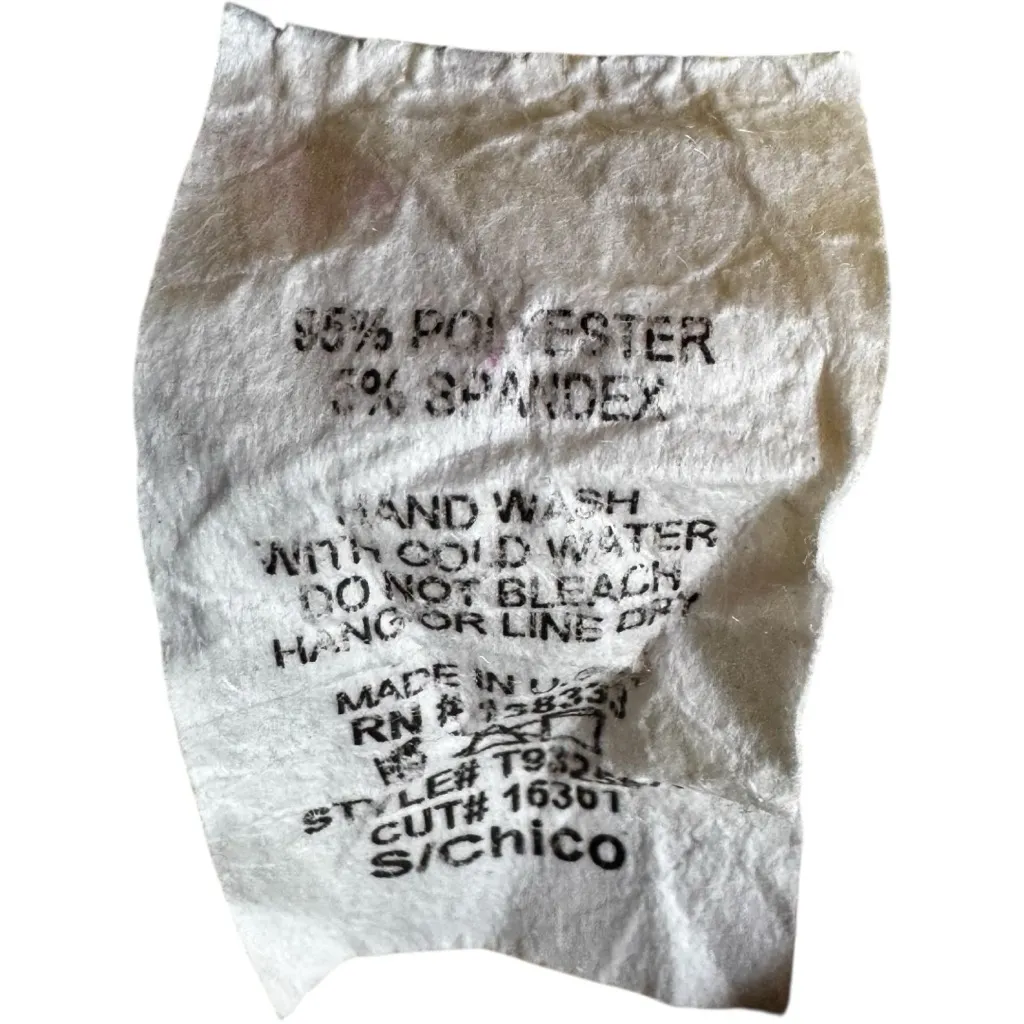 95% POLYESTER
5% SPANDEX
HAND WASH
WITH COLD WATER
DO NOT BLEACH
HANG OR LINE DRY
MADE IN
RN #
STYLE#
CUT# 16361
S/Chico